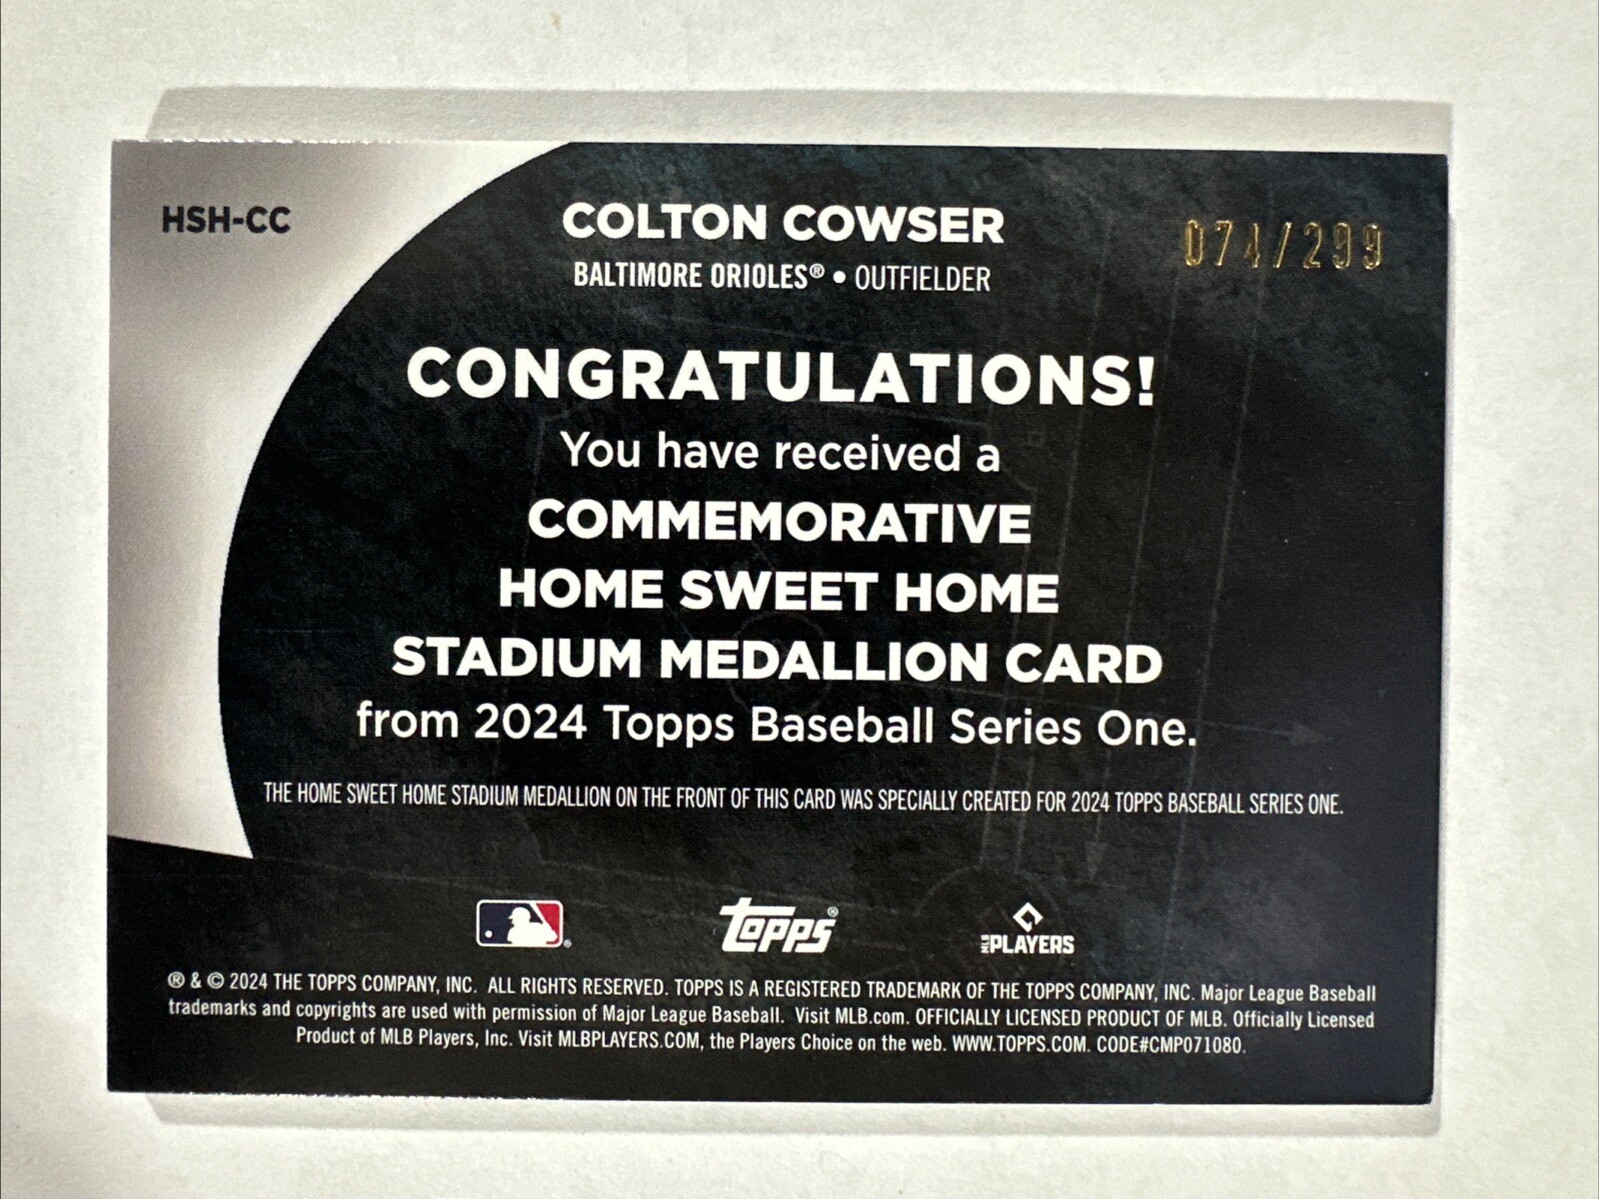 HSH-CC
COLTON COWSER
074/299
BALTIMORE ORIOLES® • OUTFIELDER
CONGRATULATIONS!
You have received a
COMMEMORATIVE
HOME SWEET HOME
STADIUM MEDALLION CARD
from 2024 Topps Baseball Series One.
THE HOME SWEET HOME STADIUM MEDALLION ON THE FRONT OF THIS CARD WAS SPECIALLY CREATED FOR 2024 TOPPS BASEBALL SERIES ONE.
®
topps®
MLB PLAYERS
® & © 2024 THE TOPPS COMPANY, INC. ALL RIGHTS RESERVED. TOPPS IS A REGISTERED TRADEMARK OF THE TOPPS COMPANY, INC. Major League Baseball
trademarks and copyrights are used with permission of Major League Baseball. Visit MLB.com. OFFICIALLY LICENSED PRODUCT OF MLB. Officially Licensed
Product of MLB Players, Inc. Visit MLBPLAYERS.COM, the Players Choice on the web. WWW.TOPPS.COM. CODE#CMP071080.